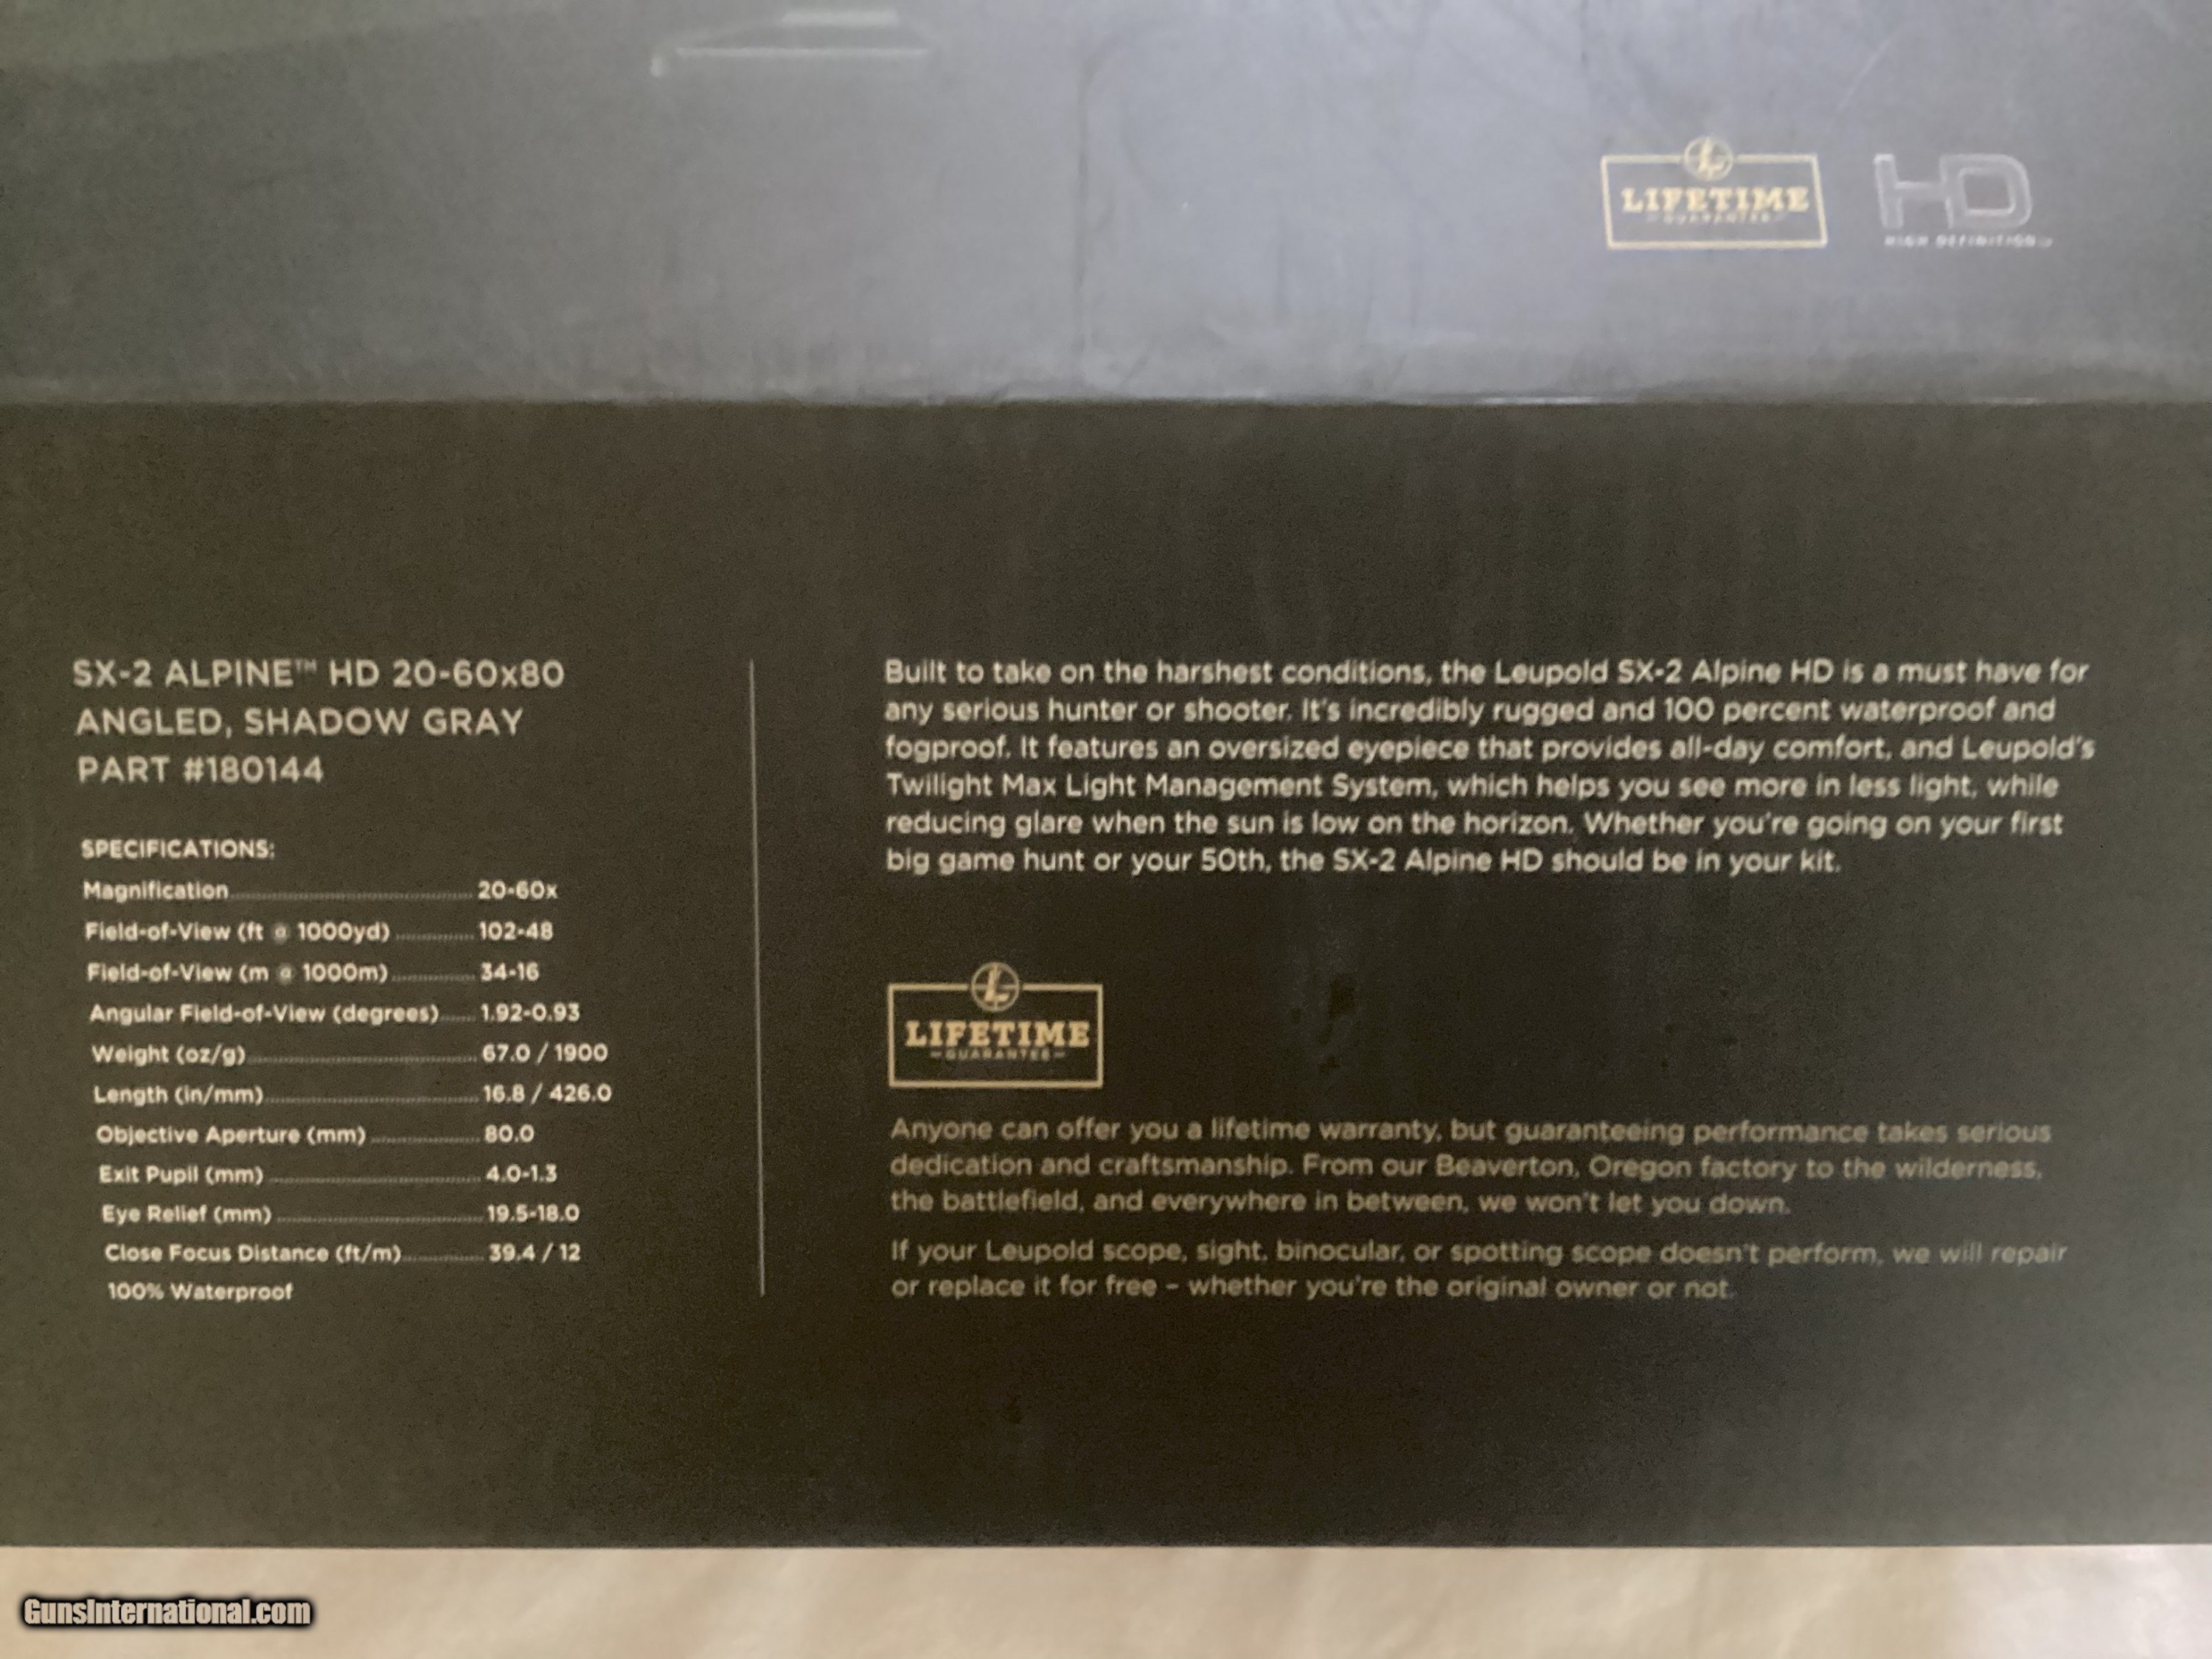 LIFETIME
GUARANTEE
HD
HIGH DEFINITION
SX-2 ALPINE™ HD 20-60x80
ANGLED, SHADOW GRAY
PART #180144
SPECIFICATIONS:
Magnification 20-60x
Field-of-View (ft @ 1000yd) 102-48
Field-of-View (m @ 1000m) 34-16
Angular Field-of-View (degrees) 1.92-0.93
Weight (oz/g) 67.0 / 1900
Length (in/mm) 16.8 / 426.0
Objective Aperture (mm) 80.0
Exit Pupil (mm) 4.0-1.3
Eye Relief (mm) 19.5-18.0
Close Focus Distance (ft/m) 39.4 / 12
100% Waterproof
Built to take on the harshest conditions, the Leupold SX-2 Alpine HD is a must have for
any serious hunter or shooter. It's incredibly rugged and 100 percent waterproof and
fogproof. It features an oversized eyepiece that provides all-day comfort, and Leupold's
Twilight Max Light Management System, which helps you see more in less light, while
reducing glare when the sun is low on the horizon. Whether you're going on your first
big game hunt or your 50th, the SX-2 Alpine HD should be in your kit.
LIFETIME
GUARANTEE
Anyone can offer you a lifetime warranty, but guaranteeing performance takes serious
dedication and craftsmanship. From our Beaverton, Oregon factory to the wilderness,
the battlefield, and everywhere in between, we won't let you down.
If your Leupold scope, sight, binocular, or spotting scope doesn't perform, we will repair
or replace it for free – whether you're the original owner or not.
GunsInternational.com